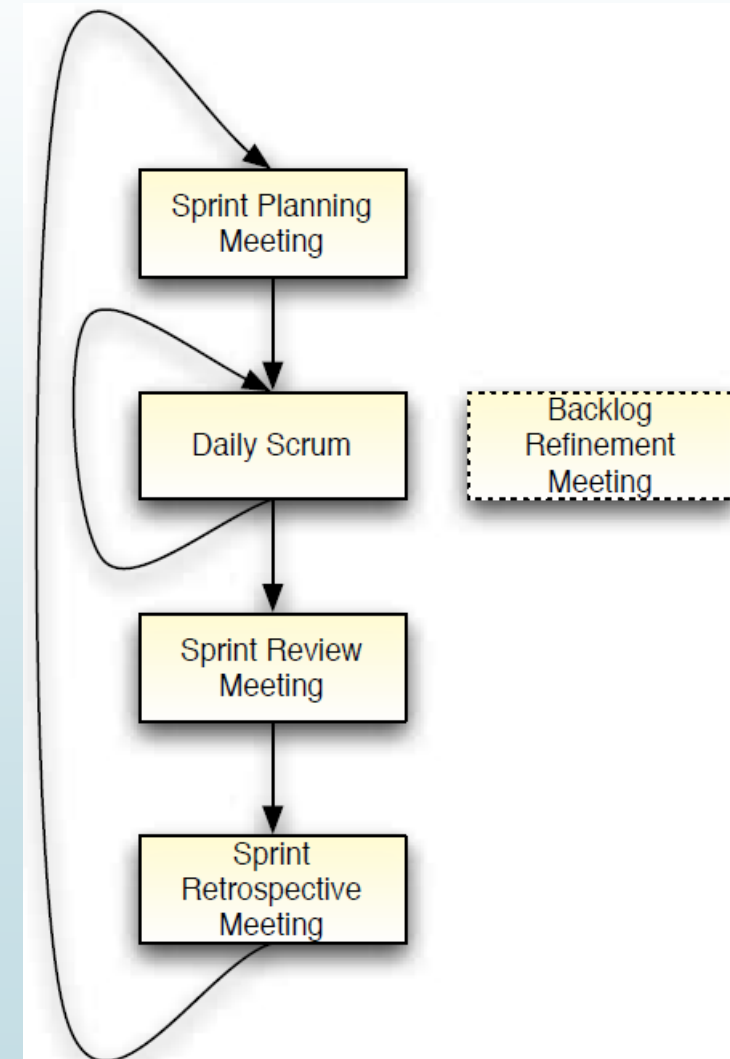 Sprint Planning
Meeting
Daily Scrum
Backlog
Refinement
Meeting
Sprint Review
Meeting
Sprint
Retrospective
Meeting